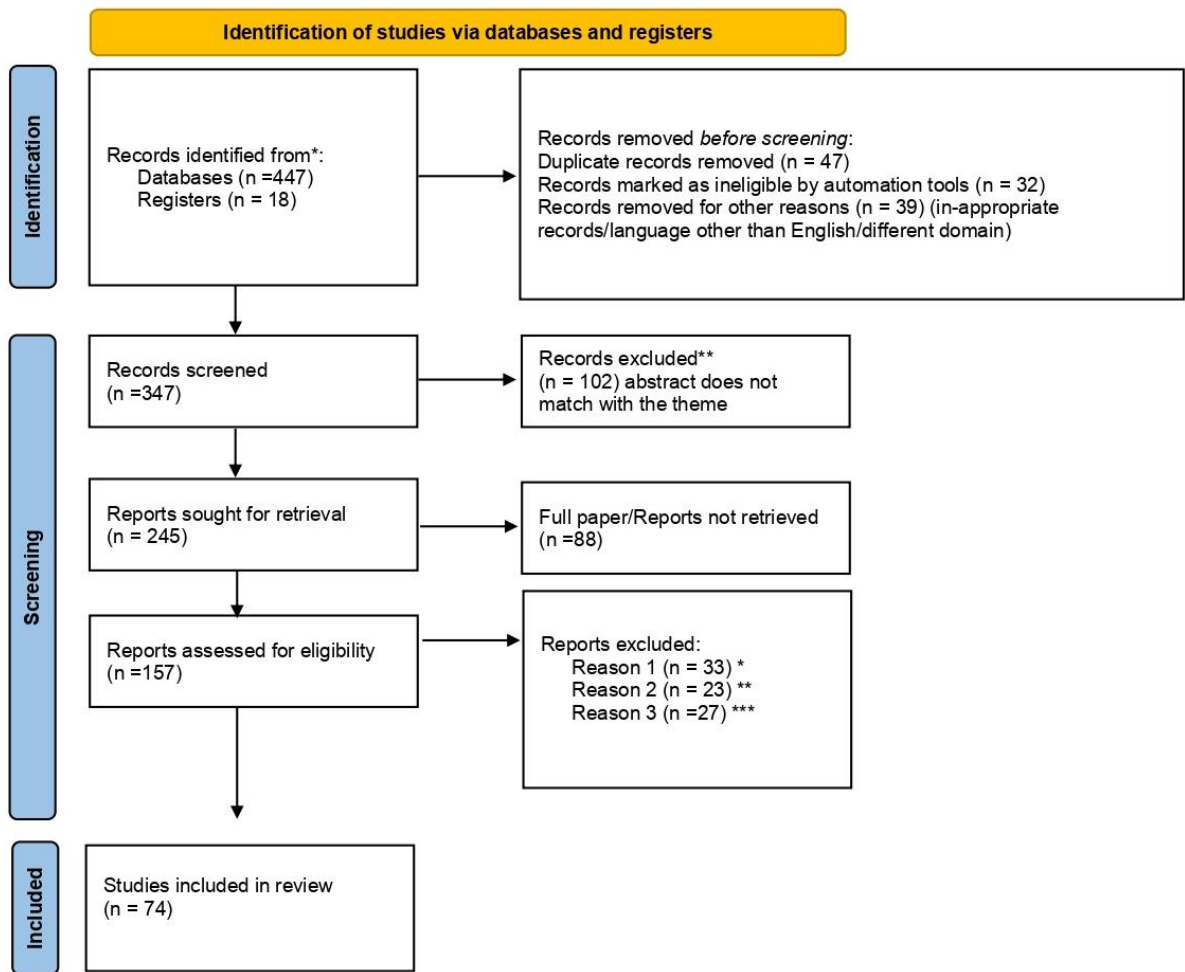 Identification of studies via databases and registers
Identification
Records identified from*:
Databases (n =447)
Registers (n = 18)
Records removed before screening:
Duplicate records removed (n = 47)
Records marked as ineligible by automation tools (n = 32)
Records removed for other reasons (n = 39) (in-appropriate
records/language other than English/different domain)
Screening
Records screened
(n =347)
Records excluded**
(n = 102) abstract does not
match with the theme
Reports sought for retrieval
(n = 245)
Full paper/Reports not retrieved
(n =88)
Reports assessed for eligibility
(n =157)
Reports excluded:
Reason 1 (n = 33) *
Reason 2 (n = 23) **
Reason 3 (n =27) ***
Included
Studies included in review
(n = 74)